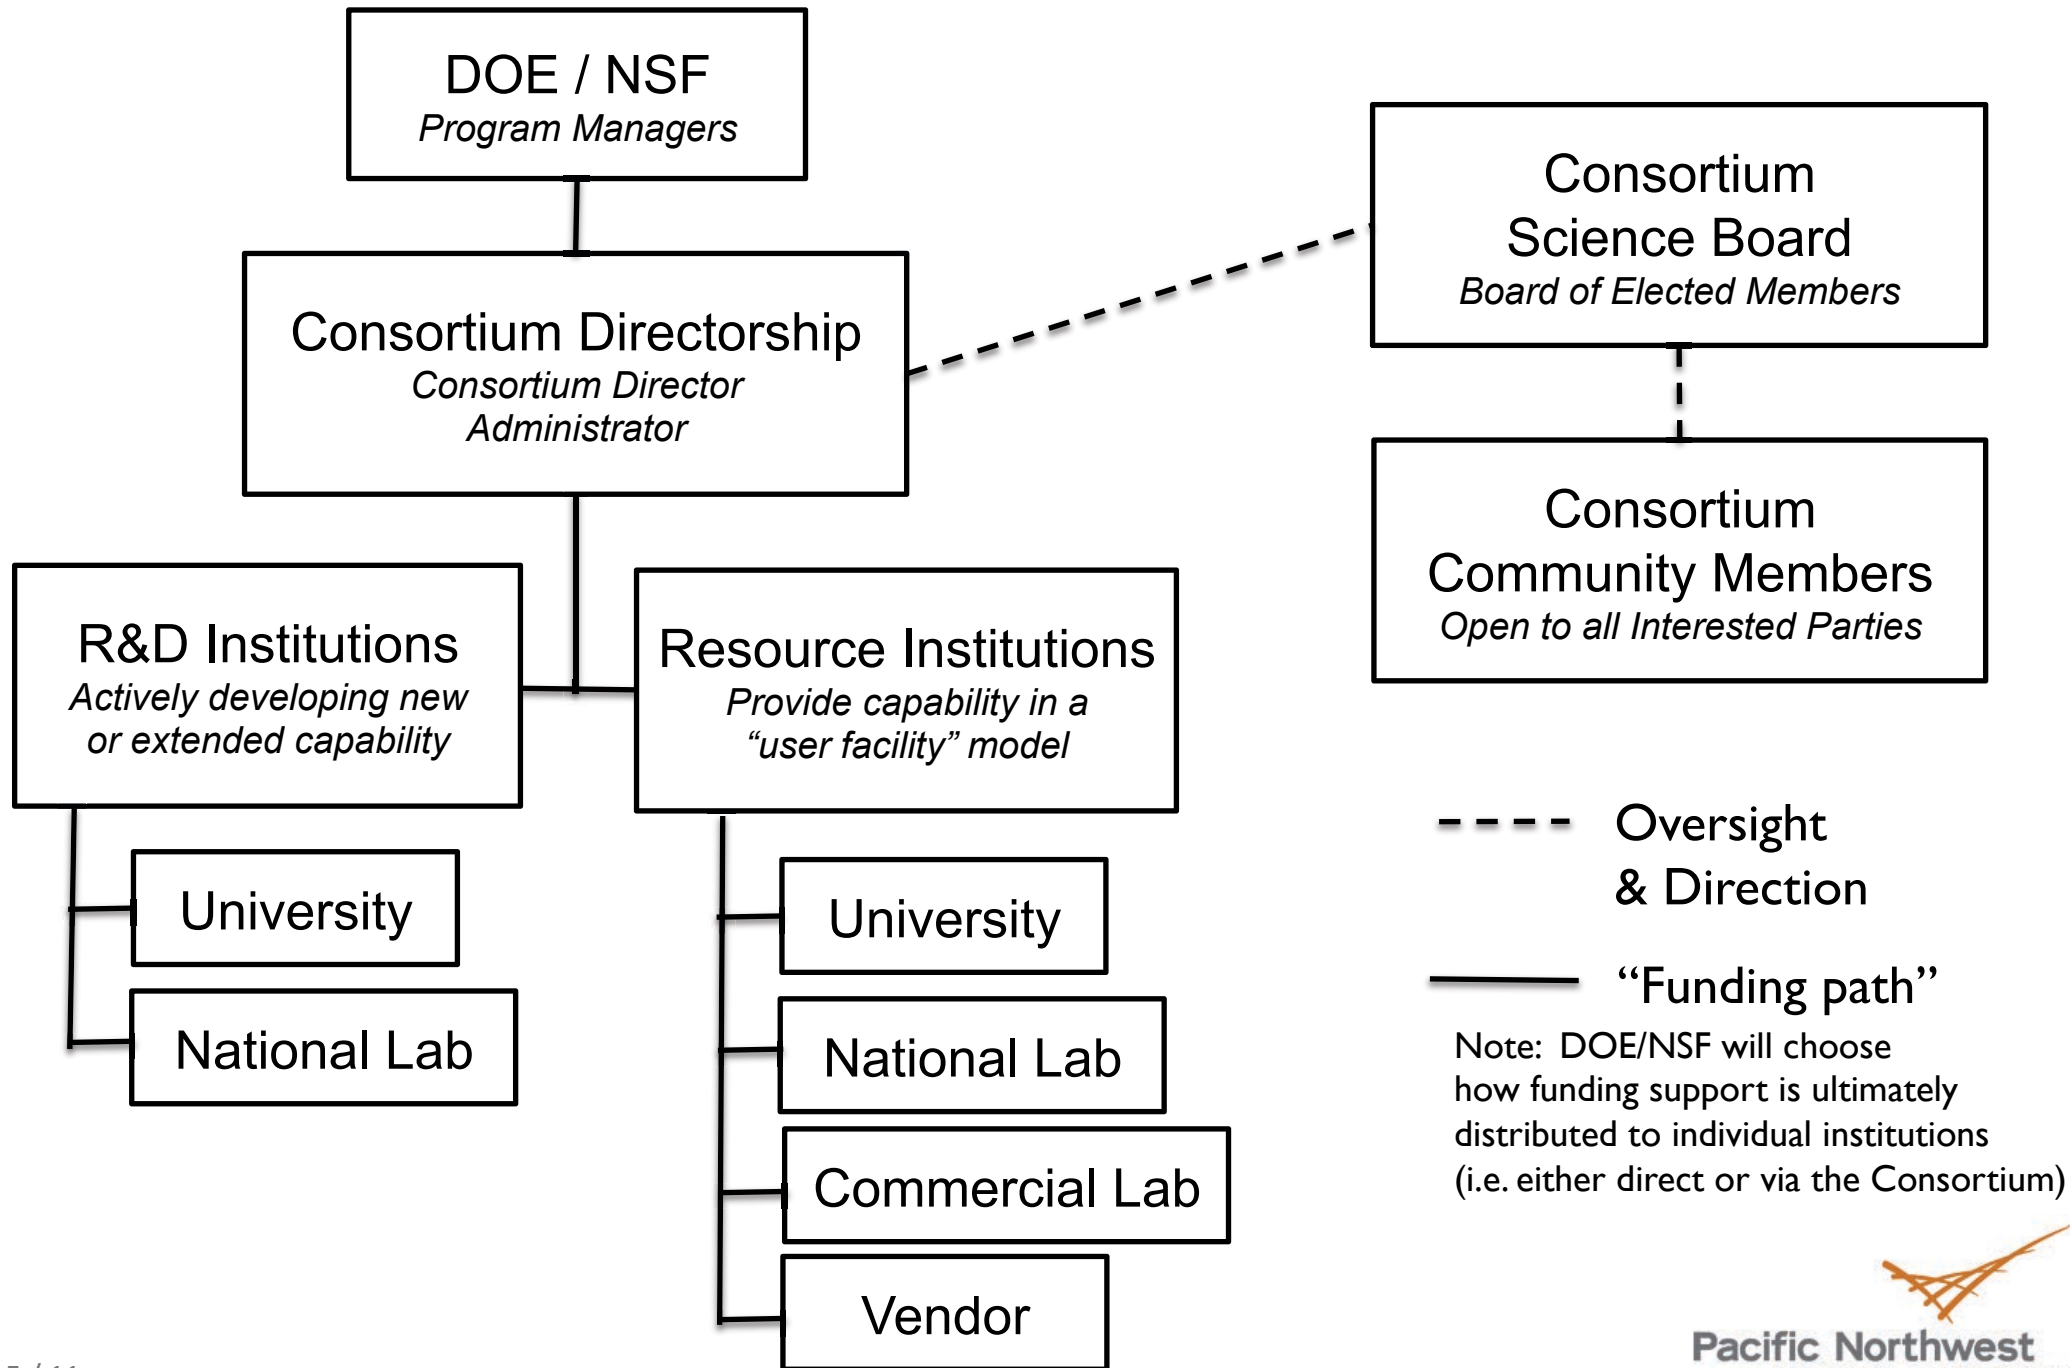 DOE / NSF
Program Managers
Consortium Directorship
Consortium Director
Administrator
Consortium
Science Board
Board of Elected Members
Consortium
Community Members
Open to all Interested Parties
R&D Institutions
Actively developing new
or extended capability
University
National Lab
Resource Institutions
Provide capability in a
“user facility” model
University
National Lab
Commercial Lab
Vendor
Oversight
& Direction
“Funding path”
Note: DOE/NSF will choose
how funding support is ultimately
distributed to individual institutions
(i.e. either direct or via the Consortium)
Pacific Northwest